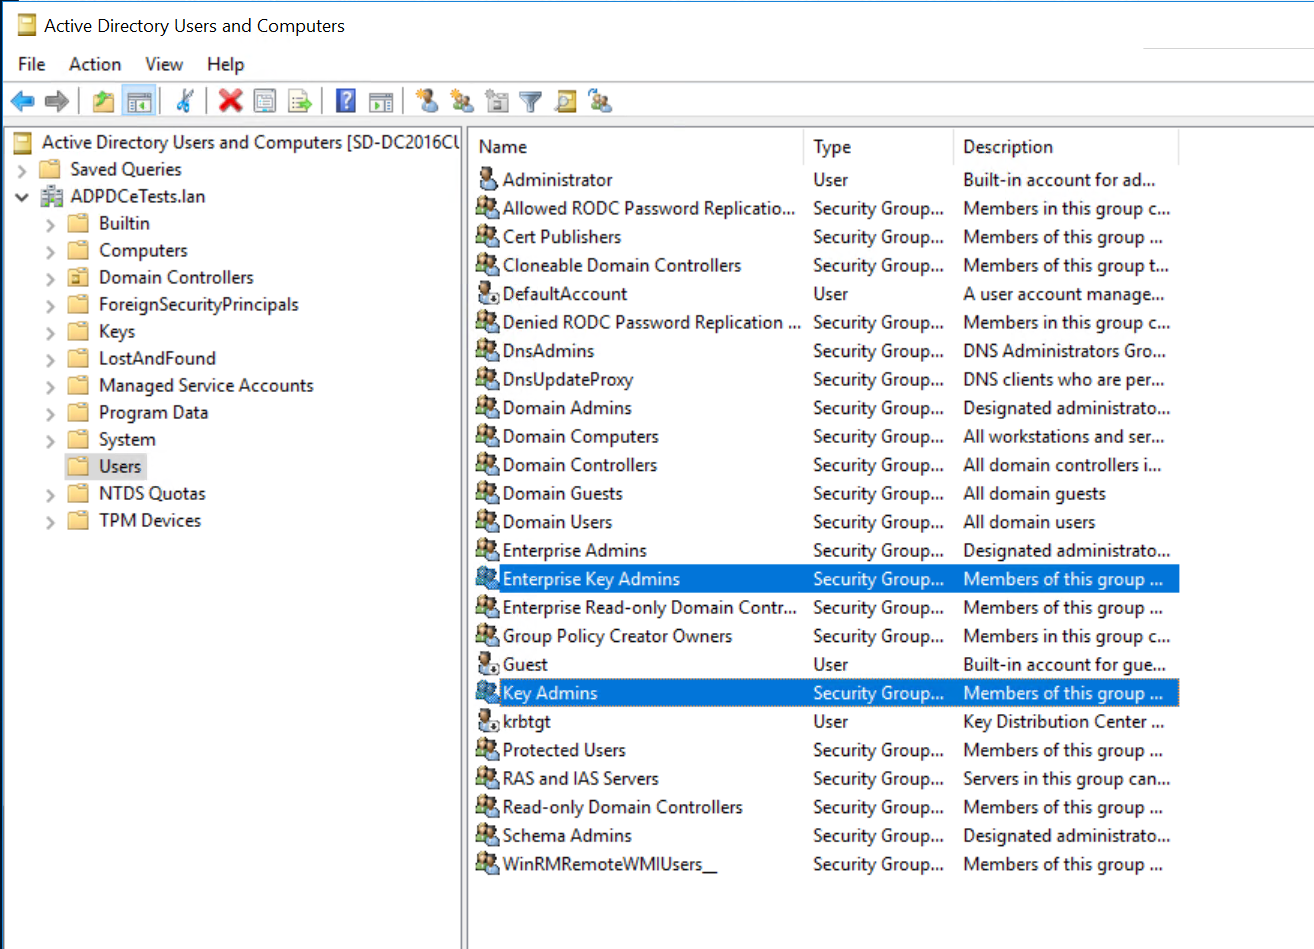 Active Directory Users and Computers
File Action View Help
Active Directory Users and Computers [SD-DC2016CU
Saved Queries
ADPDCeTests.lan
Builtin
Computers
Domain Controllers
ForeignSecurityPrincipals
Keys
LostAndFound
Managed Service Accounts
Program Data
System
Users
NTDS Quotas
TPM Devices
Name Type Description
Administrator User Built-in account for ad...
Allowed RODC Password Replicatio... Security Group... Members in this group c...
Cert Publishers Security Group... Members of this group ...
Cloneable Domain Controllers Security Group... Members of this group t...
DefaultAccount User A user account manage...
Denied RODC Password Replication ... Security Group... Members in this group c...
DnsAdmins Security Group... DNS Administrators Gro...
DnsUpdateProxy Security Group... DNS clients who are per...
Domain Admins Security Group... Designated administrato...
Domain Computers Security Group... All workstations and ser...
Domain Controllers Security Group... All domain controllers i...
Domain Guests Security Group... All domain guests
Domain Users Security Group... All domain users
Enterprise Admins Security Group... Designated administrato...
Enterprise Key Admins Security Group... Members of this group ...
Enterprise Read-only Domain Contr... Security Group... Members of this group ...
Group Policy Creator Owners Security Group... Members in this group c...
Guest User Built-in account for gue...
Key Admins Security Group... Members of this group ...
krbtgt User Key Distribution Center ...
Protected Users Security Group... Members of this group ...
RAS and IAS Servers Security Group... Servers in this group can...
Read-only Domain Controllers Security Group... Members of this group ...
Schema Admins Security Group... Designated administrato...
WinRMRemoteWMIUsers__ Security Group... Members of this group ...